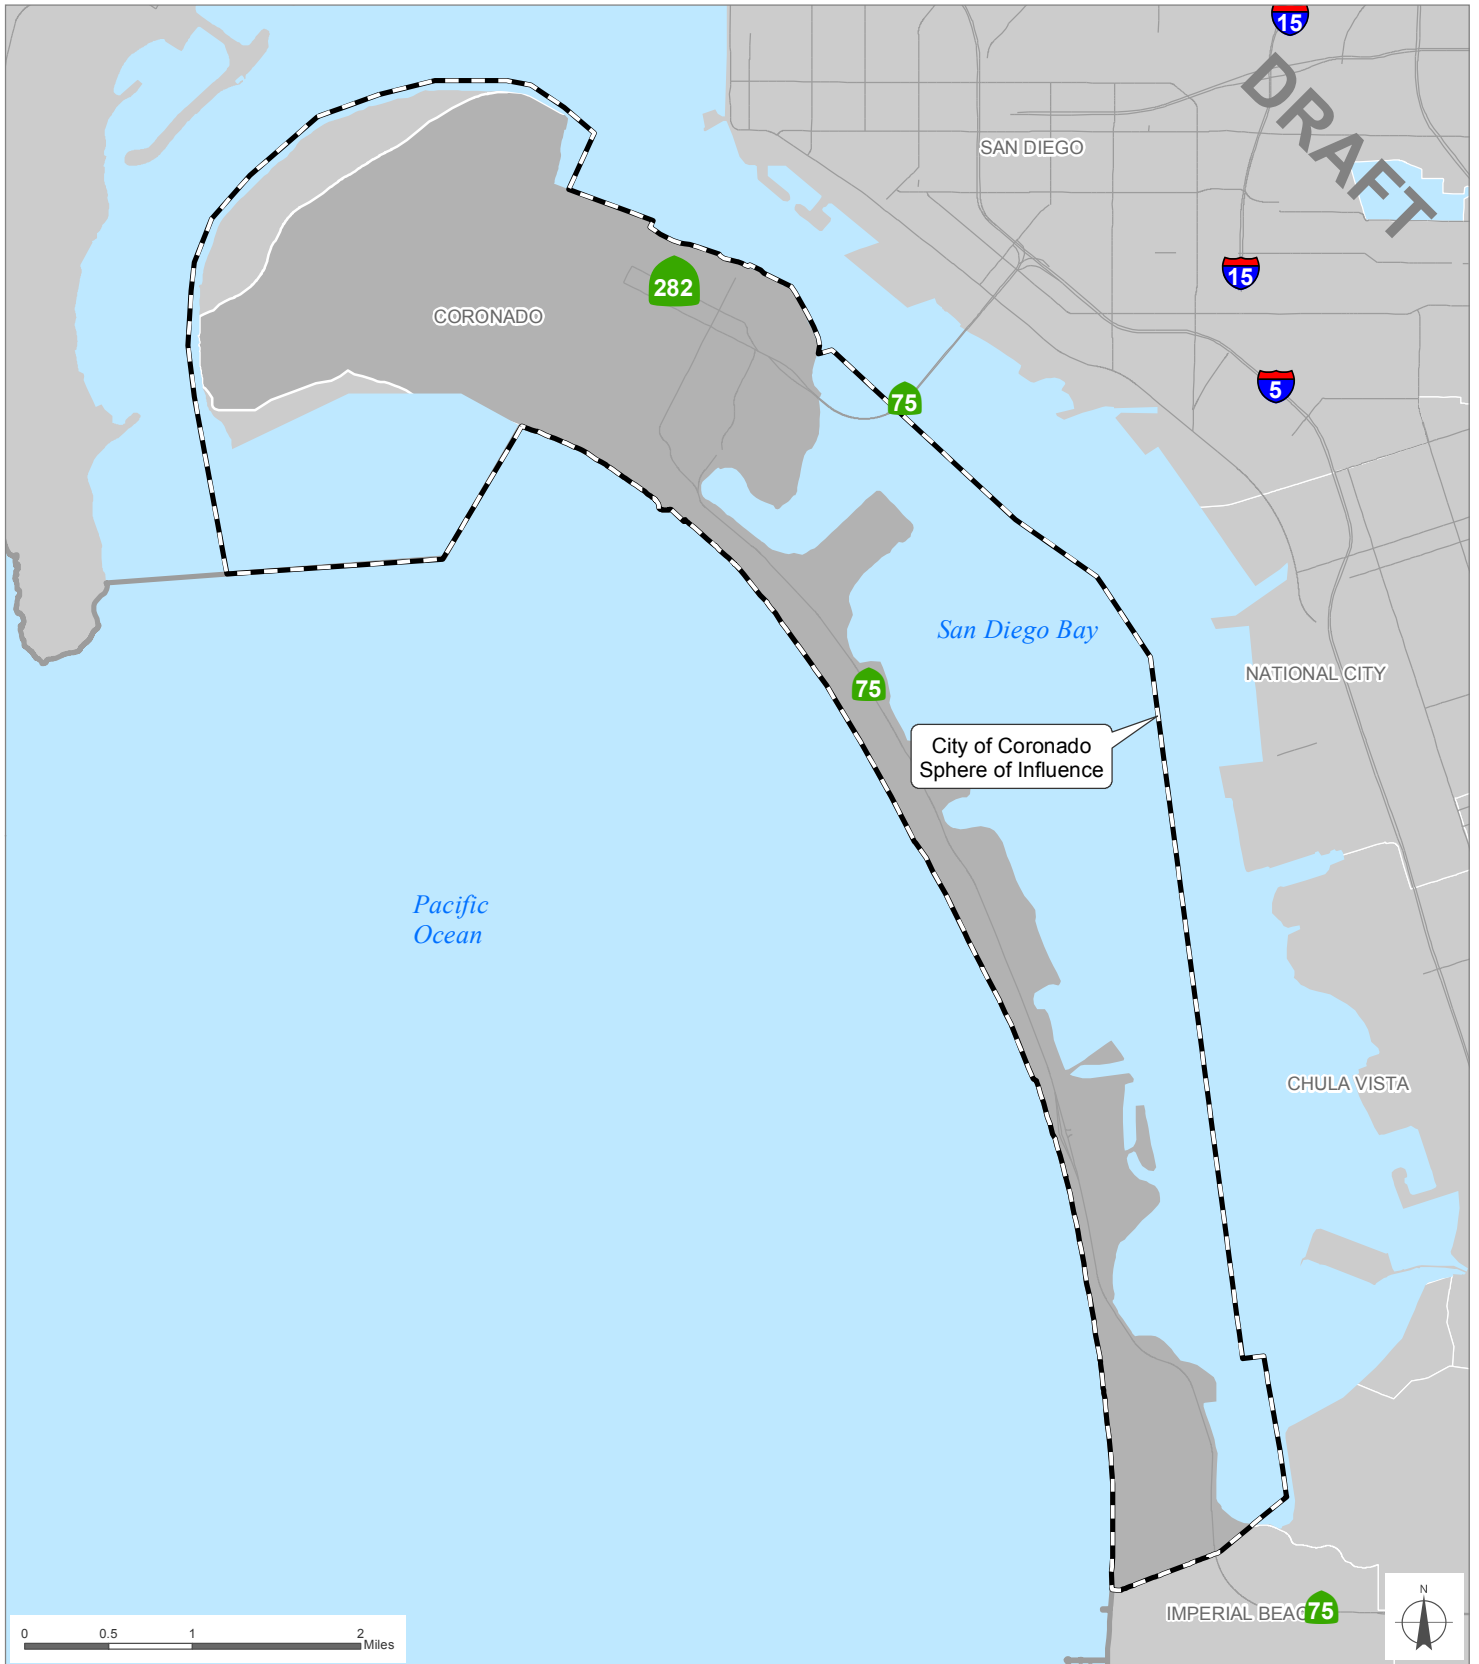 15
DRAFT
SAN DIEGO
15
282
CORONADO
5
75
San Diego Bay
NATIONAL CITY
75
City of Coronado
Sphere of Influence
Pacific
Ocean
CHULA VISTA
N
IMPERIAL BEAC
75
0 0.5 1 2
Miles